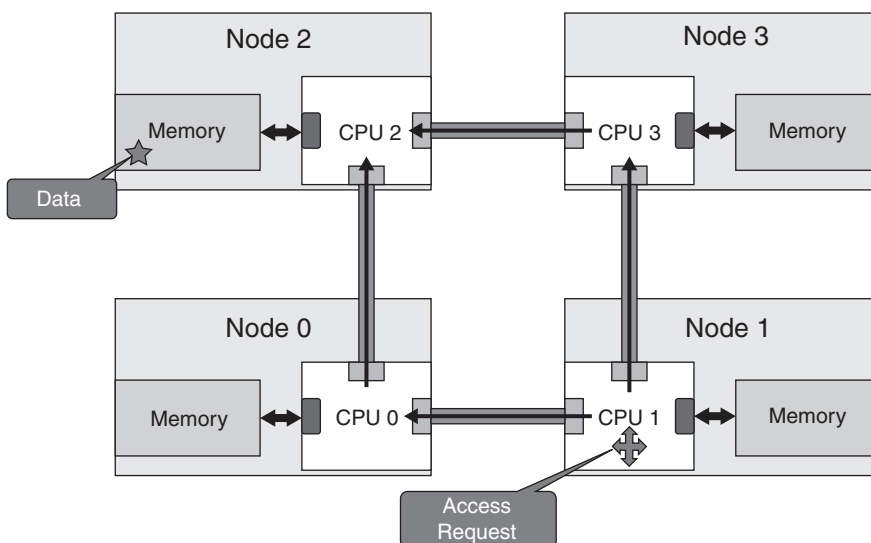 Node 2
Node 3
Memory
CPU 2
CPU 3
Memory
Data
Node 0
Node 1
Memory
CPU 0
CPU 1
Memory
Access
Request